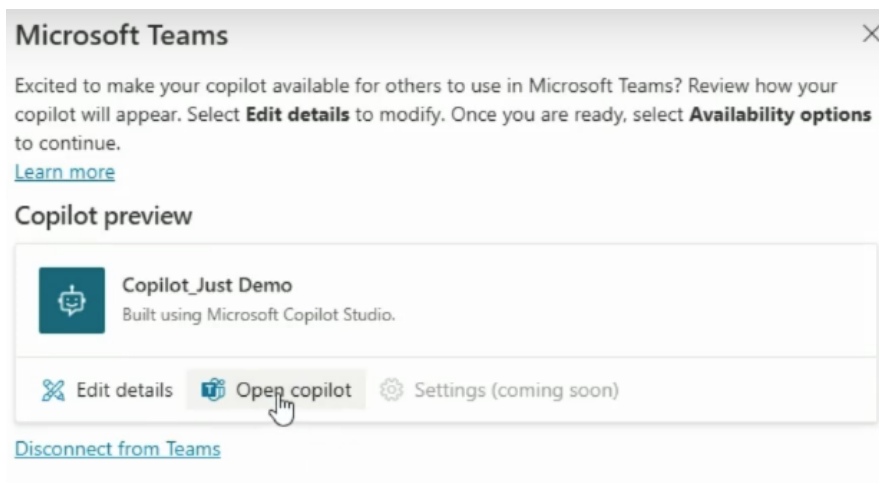 Microsoft Teams
Excited to make your copilot available for others to use in Microsoft Teams? Review how your
copilot will appear. Select Edit details to modify. Once you are ready, select Availability options
to continue.
Learn more
Copilot preview
Copilot_Just Demo
Built using Microsoft Copilot Studio.
Edit details Open copilot Settings (coming soon)
Disconnect from Teams